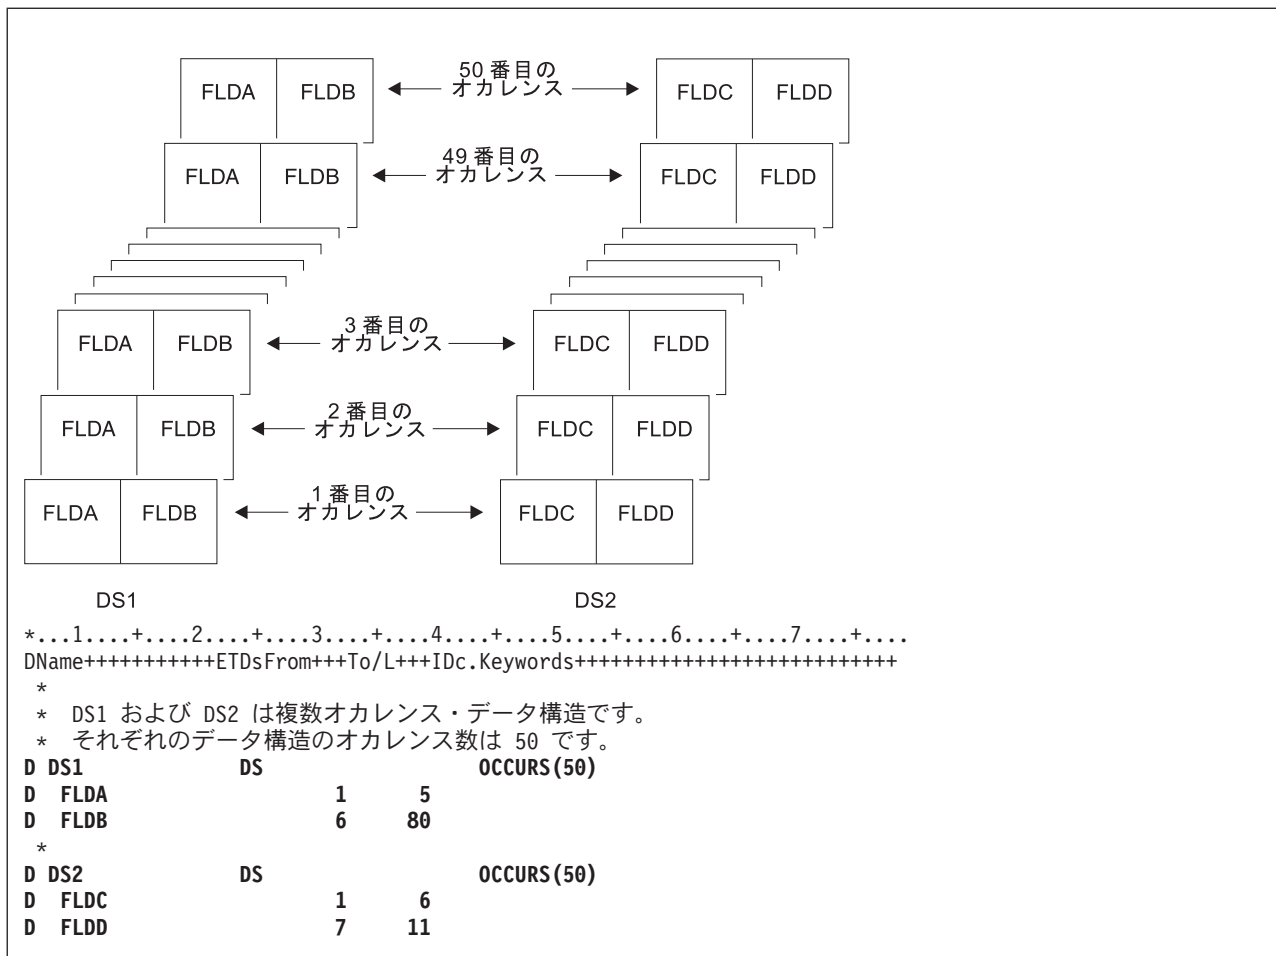 FLDA FLDB 50 番目の オカレンス FLDC FLDD
FLDA FLDB 49 番目の オカレンス FLDC FLDD
FLDA FLDB 3 番目の オカレンス FLDC FLDD
FLDA FLDB 2 番目の オカレンス FLDC FLDD
FLDA FLDB 1 番目の オカレンス FLDC FLDD
DS1 DS2
*...1....+....2....+....3....+....4....+....5....+....6....+....7....+....
DName+++++++++++ETDsFrom+++To/L+++IDc.Keywords+++++++++++++++++++++++++++
*
* DS1 および DS2 は複数オカレンス・データ構造です。
* それぞれのデータ構造のオカレンス数は 50 です。
D DS1 DS OCCURS(50)
D FLDA 1 5
D FLDB 6 80
*
D DS2 DS OCCURS(50)
D FLDC 1 6
D FLDD 7 11